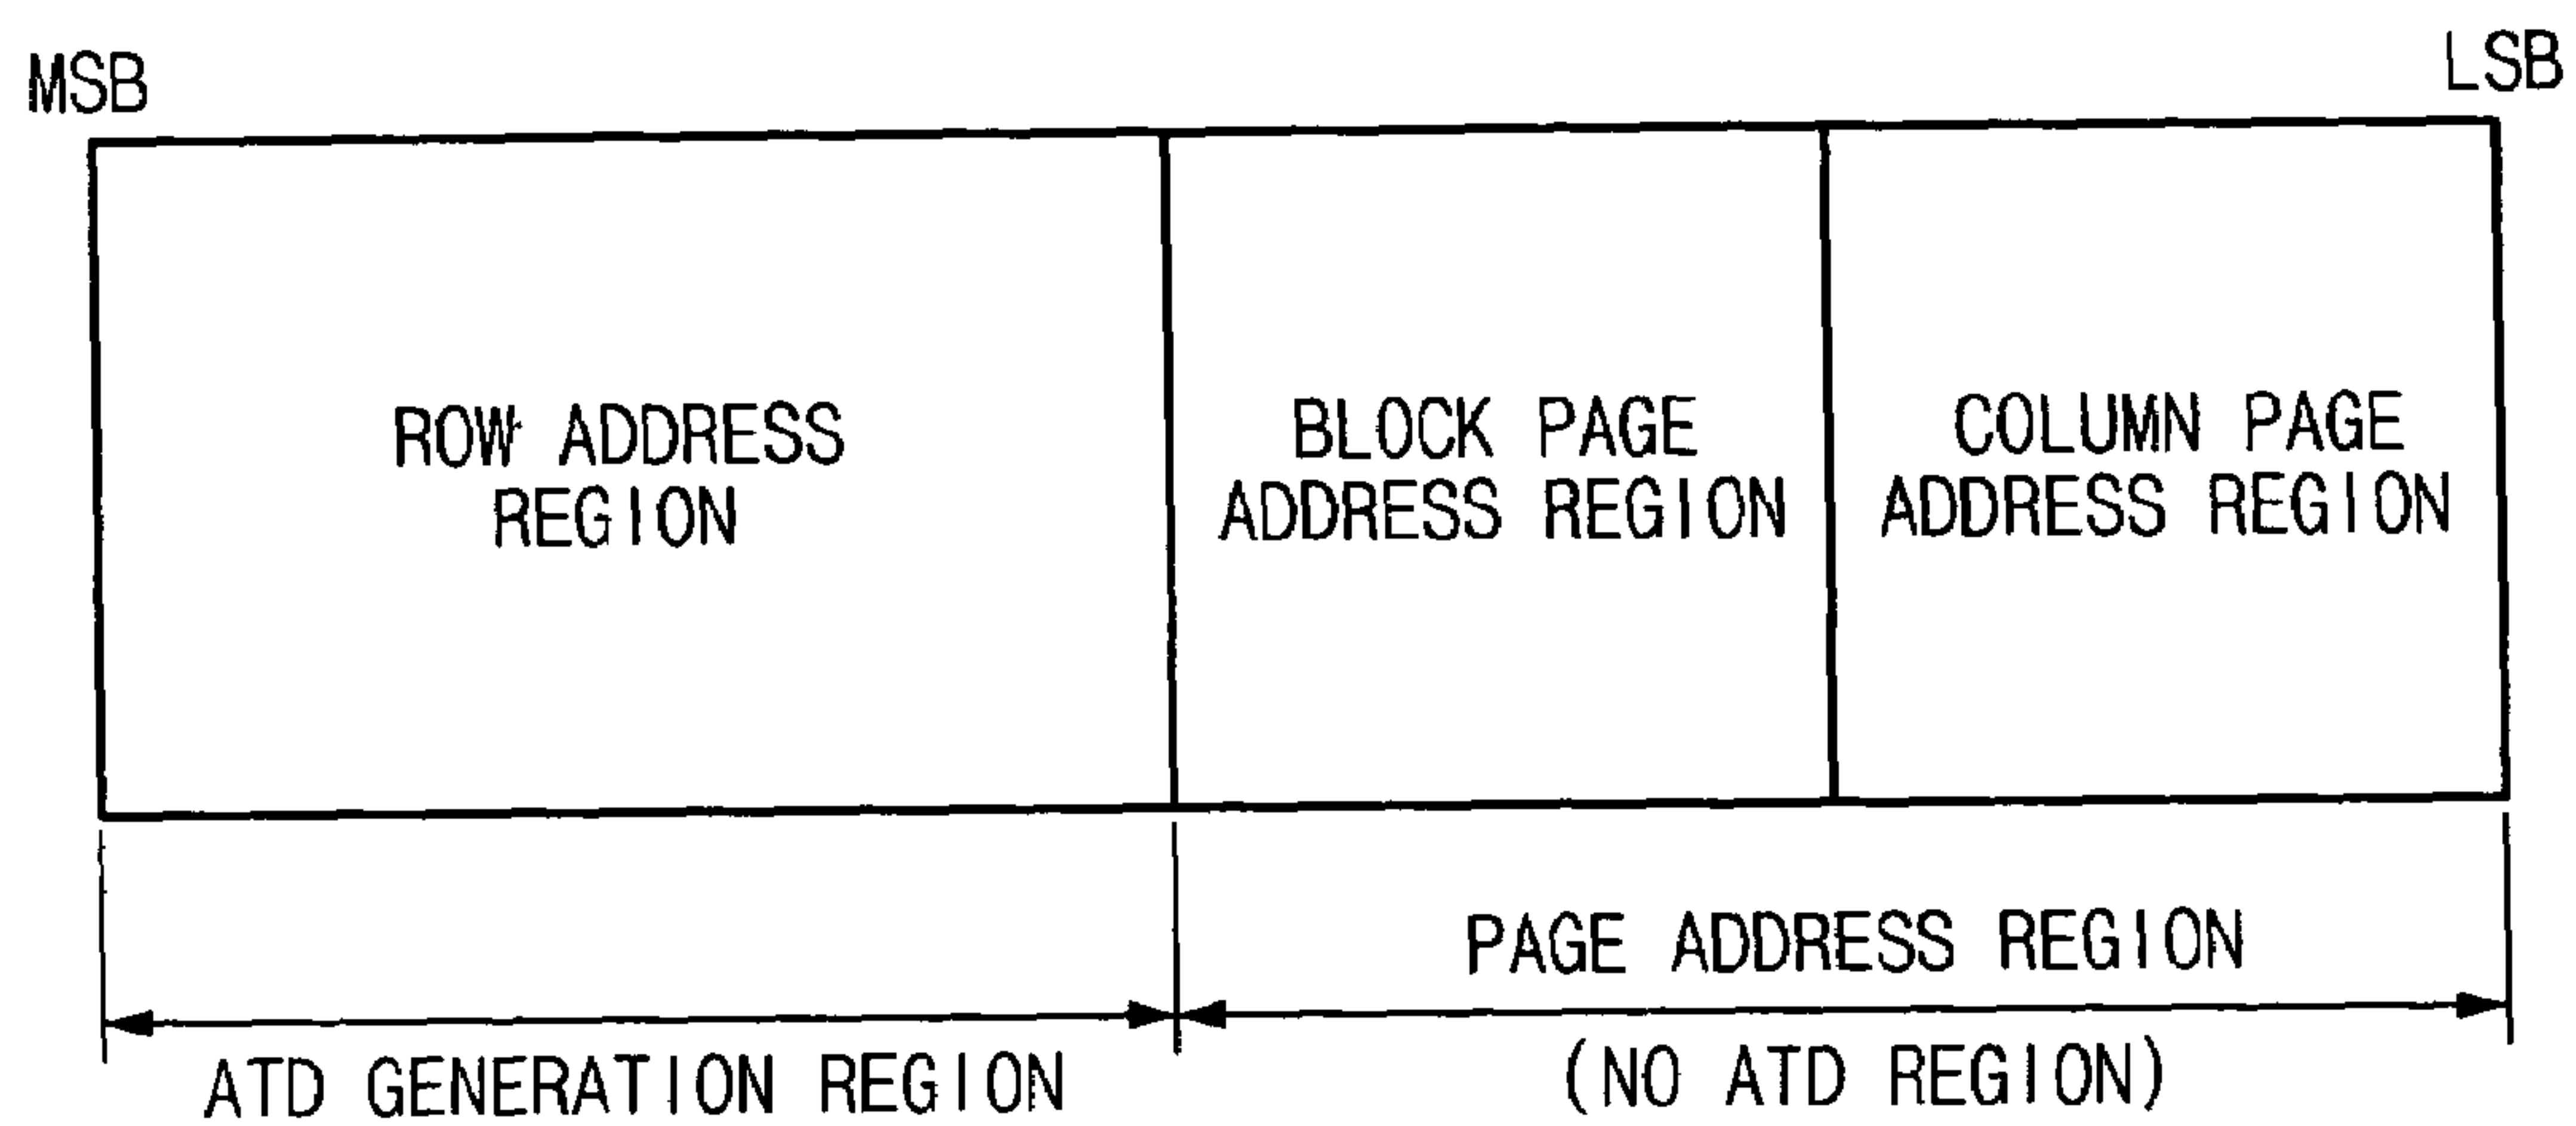 MSB
LSB
ROW ADDRESS
REGION
BLOCK PAGE
ADDRESS REGION
COLUMN PAGE
ADDRESS REGION
PAGE ADDRESS REGION
ATD GENERATION REGION
(NO ATD REGION)